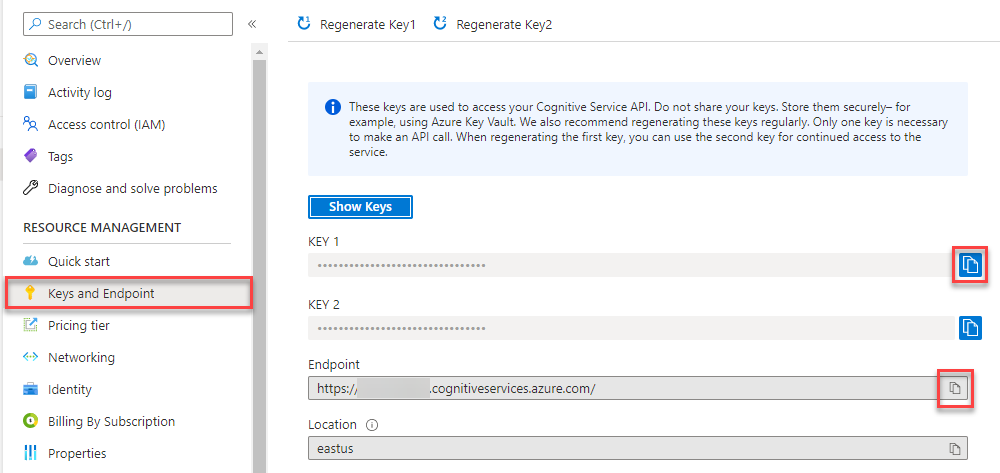 Search (Ctrl+/)
«
Overview
Activity log
Access control (IAM)
Tags
Diagnose and solve problems
RESOURCE MANAGEMENT
Quick start
Keys and Endpoint
Pricing tier
Networking
Identity
Billing By Subscription
Properties
Regenerate Key1
Regenerate Key2
These keys are used to access your Cognitive Service API. Do not share your keys. Store them securely– for
example, using Azure Key Vault. We also recommend regenerating these keys regularly. Only one key is necessary
to make an API call. When regenerating the first key, you can use the second key for continued access to the
service.
Show Keys
KEY 1
••••••••••••••••••••••••••••••••
KEY 2
••••••••••••••••••••••••••••••••
Endpoint
https:// .cognitiveservices.azure.com/
Location
eastus